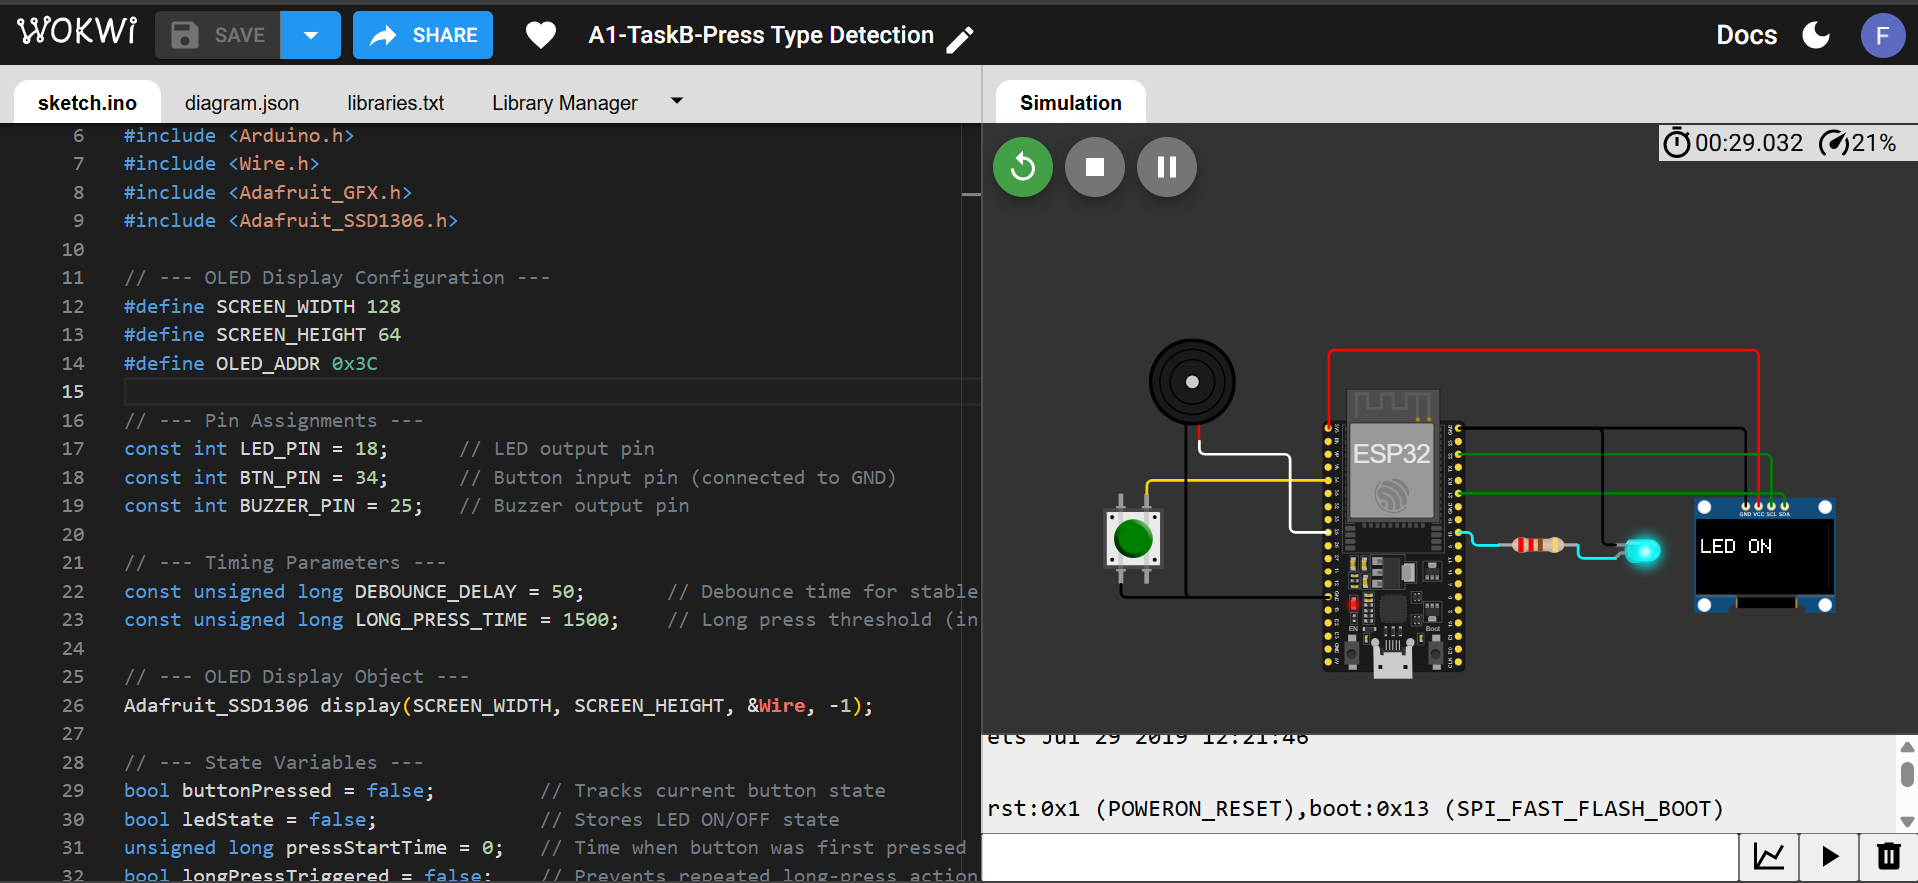 WOKWI
SAVE
SHARE
A1-TaskB-Press Type Detection
Docs
F
sketch.ino
diagram.json
libraries.txt
Library Manager
Simulation
6 #include <Arduino.h>
7 #include <Wire.h>
8 #include <Adafruit_GFX.h>
9 #include <Adafruit_SSD1306.h>
10
11 // --- OLED Display Configuration ---
12 #define SCREEN_WIDTH 128
13 #define SCREEN_HEIGHT 64
14 #define OLED_ADDR 0x3C
15
16 // --- Pin Assignments ---
17 const int LED_PIN = 18; // LED output pin
18 const int BTN_PIN = 34; // Button input pin (connected to GND)
19 const int BUZZER_PIN = 25; // Buzzer output pin
20
21 // --- Timing Parameters ---
22 const unsigned long DEBOUNCE_DELAY = 50; // Debounce time for stable
23 const unsigned long LONG_PRESS_TIME = 1500; // Long press threshold (in
24
25 // --- OLED Display Object ---
26 Adafruit_SSD1306 display(SCREEN_WIDTH, SCREEN_HEIGHT, &Wire, -1);
27
28 // --- State Variables ---
29 bool buttonPressed = false; // Tracks current button state
30 bool ledState = false; // Stores LED ON/OFF state
31 unsigned long pressStartTime = 0; // Time when button was first pressed
32 bool longPressTriggered = false; // Prevents repeated long-press action
00:29.032
21%
ESP32
EN
Boot
GND VCC SCL SDA
LED ON
ets Jul 29 2019 12:21:46
rst:0x1 (POWERON_RESET),boot:0x13 (SPI_FAST_FLASH_BOOT)